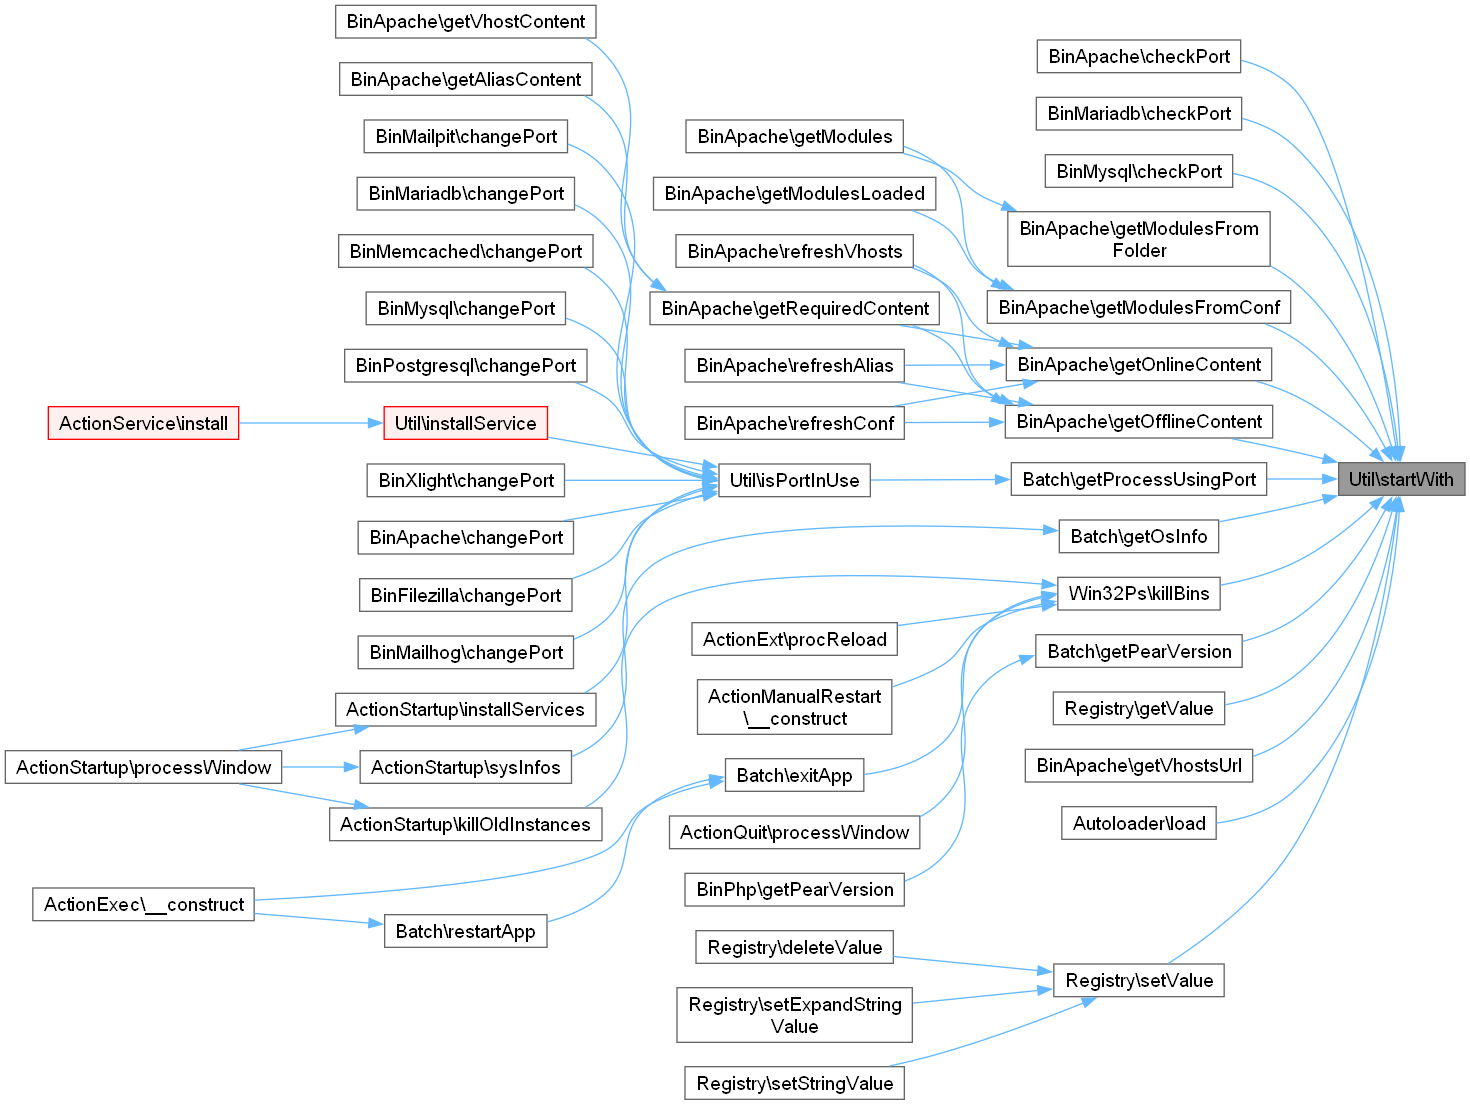 BinApache\getVhostContent
BinApache\getAliasContent
BinMailpit\changePort
BinMariadb\changePort
BinMemcached\changePort
BinMysql\changePort
BinPostgresql\changePort
ActionService\install
Util\installService
BinXlight\changePort
BinApache\changePort
BinFilezilla\changePort
BinMailhog\changePort
ActionStartup\installServices
ActionStartup\processWindow
ActionStartup\sysInfos
ActionStartup\killOldInstances
ActionExec\__construct
Batch\restartApp
BinApache\getModules
BinApache\getModulesLoaded
BinApache\refreshVhosts
BinApache\getRequiredContent
BinApache\refreshAlias
BinApache\refreshConf
Util\isPortInUse
ActionExt\procReload
ActionManualRestart
\__construct
Batch\exitApp
ActionQuit\processWindow
BinPhp\getPearVersion
Registry\deleteValue
Registry\setExpandString
Value
Registry\setStringValue
BinApache\checkPort
BinMariadb\checkPort
BinMysql\checkPort
BinApache\getModulesFrom
Folder
BinApache\getModulesFromConf
BinApache\getOnlineContent
BinApache\getOfflineContent
Batch\getProcessUsingPort
Batch\getOsInfo
Win32Ps\killBins
Batch\getPearVersion
Registry\getValue
BinApache\getVhostsUrl
Autoloader\load
Registry\setValue
Util\startWith